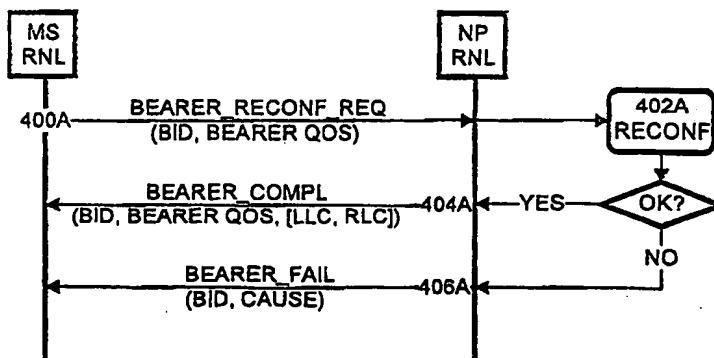 MS
RNL
NP
RNL
400A
BEARER_RECONF_REQ
(BID, BEARER QOS)
402A
RECONF
BEARER_COMPL
(BID, BEARER QOS, [LLC, RLC])
404A
YES
OK?
NO
BEARER_FAIL
(BID, CAUSE)
406A